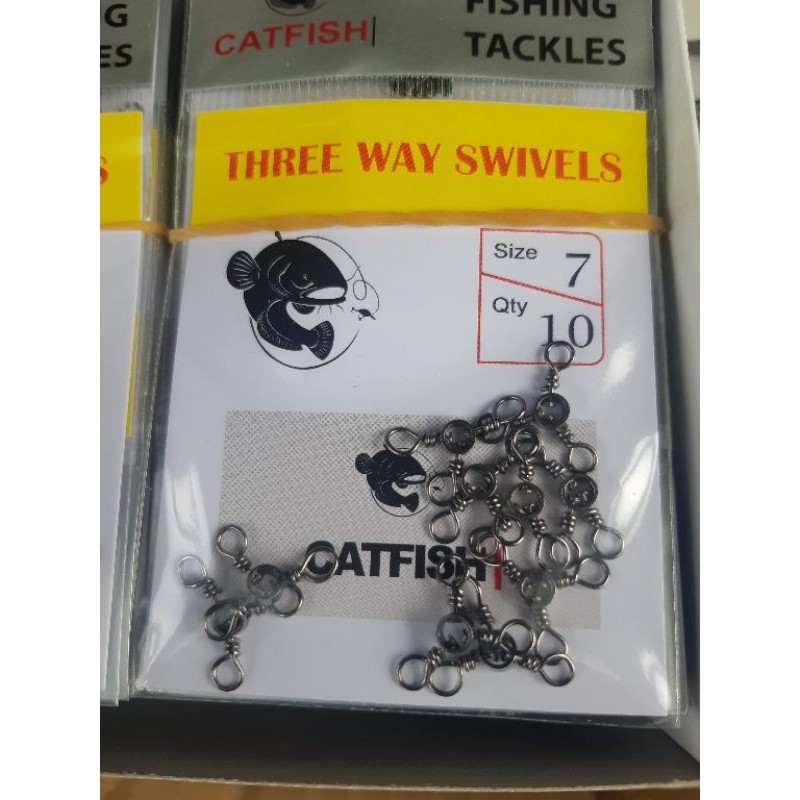 G
ES
CATFISH
FISHING
TACKLES
S
THREE WAY SWIVELS
Size 7
Qty 10
CATFISH